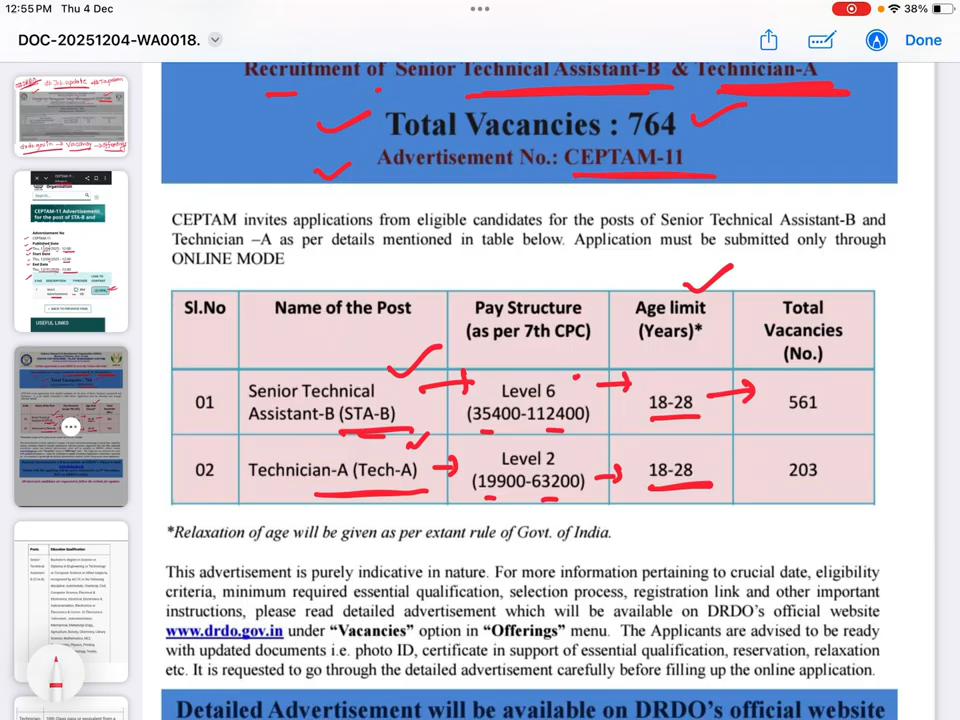 12:55 PM Thu 4 Dec
38%
DOC-20251204-WA0018.
Done
Recruitment of Senior Technical Assistant-B & Technician-A
Total Vacancies : 764
Advertisement No.: CEPTAM-11
CEPTAM invites applications from eligible candidates for the posts of Senior Technical Assistant-B and
Technician –A as per details mentioned in table below. Application must be submitted only through
ONLINE MODE
Sl.No Name of the Post Pay Structure (as per 7th CPC) Age limit (Years)* Total Vacancies (No.)
01 Senior Technical Assistant-B (STA-B) Level 6 (35400-112400) 18-28 561
02 Technician-A (Tech-A) Level 2 (19900-63200) 18-28 203
*Relaxation of age will be given as per extant rule of Govt. of India.
This advertisement is purely indicative in nature. For more information pertaining to crucial date, eligibility
criteria, minimum required essential qualification, selection process, registration link and other important
instructions, please read detailed advertisement which will be available on DRDO's official website
www.drdo.gov.in under "Vacancies" option in "Offerings" menu. The Applicants are advised to be ready
with updated documents i.e. photo ID, certificate in support of essential qualification, reservation, relaxation
etc. It is requested to go through the detailed advertisement carefully before filling up the online application.
Detailed Advertisement will be available on DRDO's official website
CEPTAM-11 Advertisement
for the post of STA-B and
USEFUL LINKS